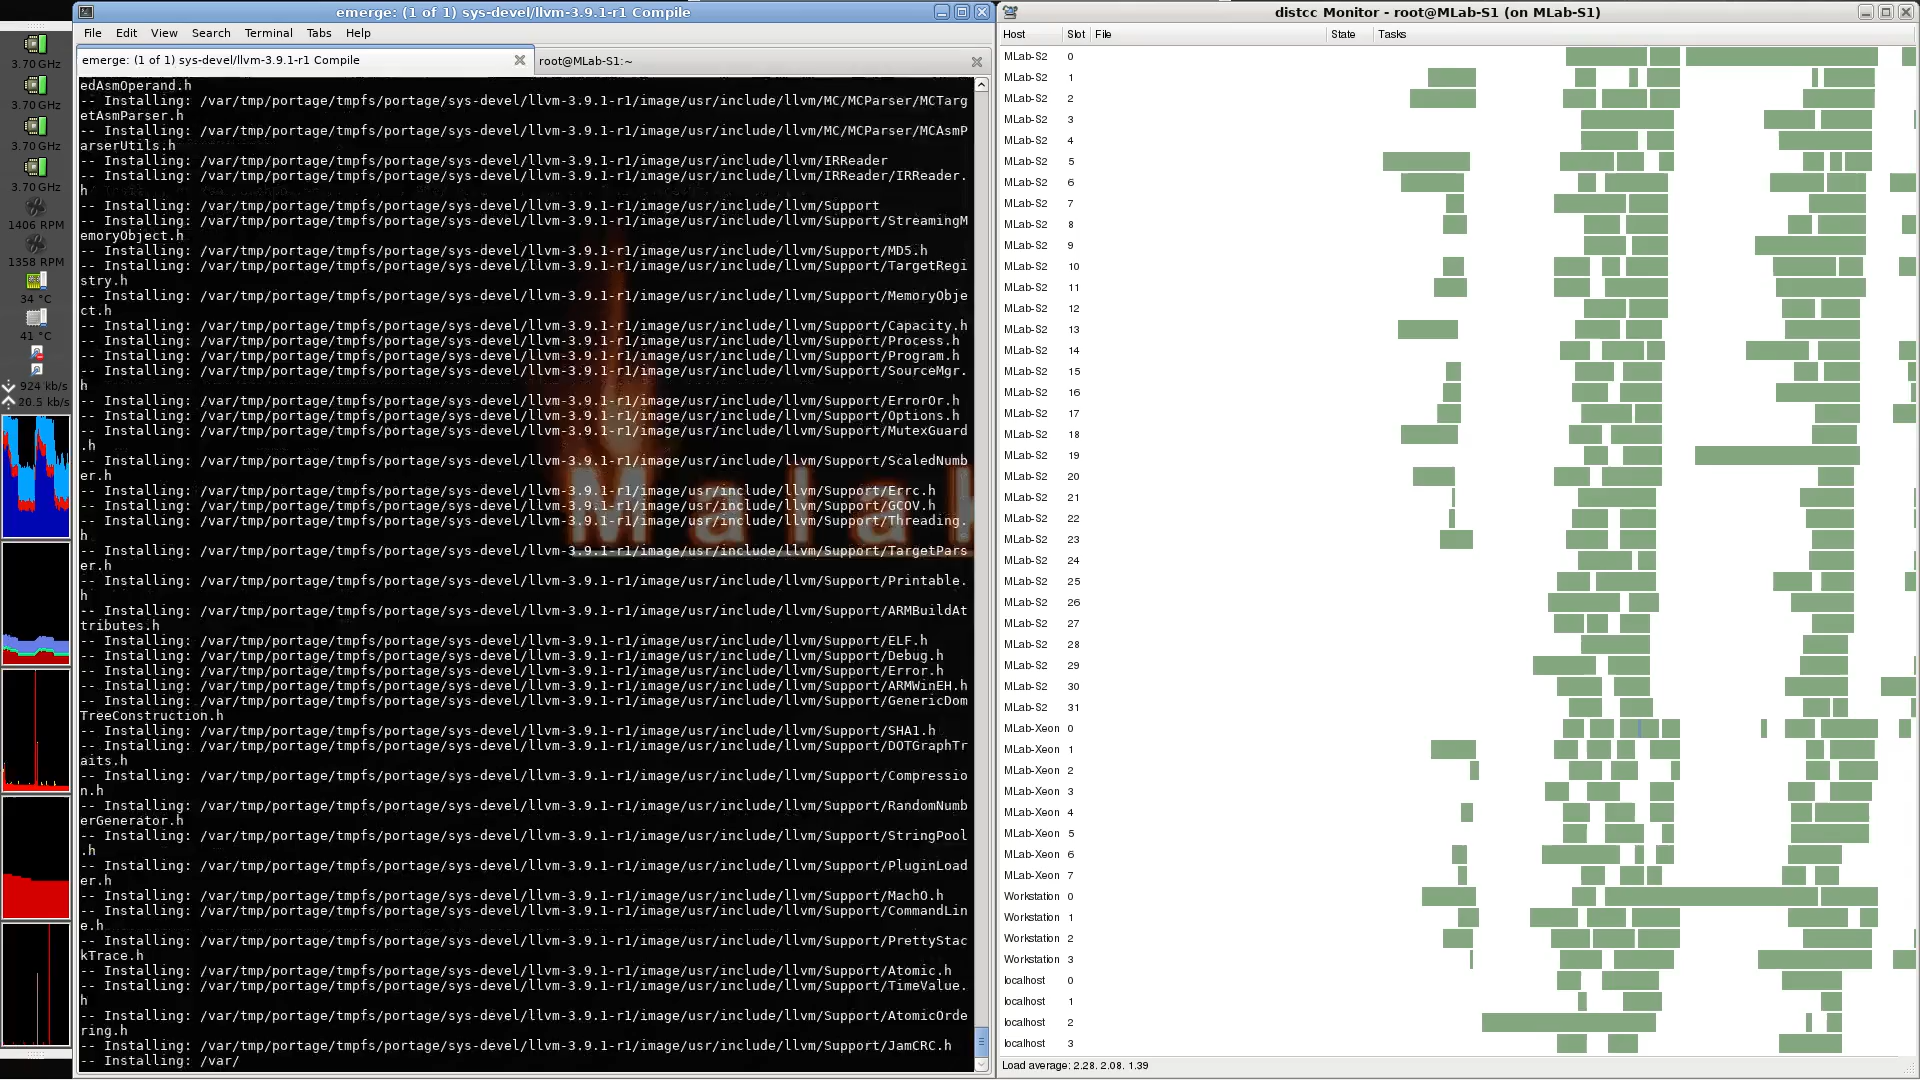 emerge: (1 of 1) sys-devel/llvm-3.9.1-r1 Compile
File Edit View Search Terminal Tabs Help
emerge: (1 of 1) sys-devel/llvm-3.9.1-r1 Compile
root@MLab-S1:~
3.70 GHz
3.70 GHz
3.70 GHz
3.70 GHz
1406 RPM
1358 RPM
34 °C
41 °C
924 kb/s
20.5 kb/s
edAsmOperand.h
-- Installing: /var/tmp/portage/tmpfs/portage/sys-devel/llvm-3.9.1-r1/image/usr/include/llvm/MC/MCParser/MCTarg
etAsmParser.h
-- Installing: /var/tmp/portage/tmpfs/portage/sys-devel/llvm-3.9.1-r1/image/usr/include/llvm/MC/MCParser/MCAsmP
arserUtils.h
-- Installing: /var/tmp/portage/tmpfs/portage/sys-devel/llvm-3.9.1-r1/image/usr/include/llvm/IRReader
-- Installing: /var/tmp/portage/tmpfs/portage/sys-devel/llvm-3.9.1-r1/image/usr/include/llvm/IRReader/IRReader.
h
-- Installing: /var/tmp/portage/tmpfs/portage/sys-devel/llvm-3.9.1-r1/image/usr/include/llvm/Support
-- Installing: /var/tmp/portage/tmpfs/portage/sys-devel/llvm-3.9.1-r1/image/usr/include/llvm/Support/StreamingM
emoryObject.h
-- Installing: /var/tmp/portage/tmpfs/portage/sys-devel/llvm-3.9.1-r1/image/usr/include/llvm/Support/MD5.h
-- Installing: /var/tmp/portage/tmpfs/portage/sys-devel/llvm-3.9.1-r1/image/usr/include/llvm/Support/TargetRegi
stry.h
-- Installing: /var/tmp/portage/tmpfs/portage/sys-devel/llvm-3.9.1-r1/image/usr/include/llvm/Support/MemoryObje
ct.h
-- Installing: /var/tmp/portage/tmpfs/portage/sys-devel/llvm-3.9.1-r1/image/usr/include/llvm/Support/Capacity.h
-- Installing: /var/tmp/portage/tmpfs/portage/sys-devel/llvm-3.9.1-r1/image/usr/include/llvm/Support/Process.h
-- Installing: /var/tmp/portage/tmpfs/portage/sys-devel/llvm-3.9.1-r1/image/usr/include/llvm/Support/Program.h
-- Installing: /var/tmp/portage/tmpfs/portage/sys-devel/llvm-3.9.1-r1/image/usr/include/llvm/Support/SourceMgr.
h
-- Installing: /var/tmp/portage/tmpfs/portage/sys-devel/llvm-3.9.1-r1/image/usr/include/llvm/Support/ErrorOr.h
-- Installing: /var/tmp/portage/tmpfs/portage/sys-devel/llvm-3.9.1-r1/image/usr/include/llvm/Support/Options.h
-- Installing: /var/tmp/portage/tmpfs/portage/sys-devel/llvm-3.9.1-r1/image/usr/include/llvm/Support/MutexGuard
.h
-- Installing: /var/tmp/portage/tmpfs/portage/sys-devel/llvm-3.9.1-r1/image/usr/include/llvm/Support/ScaledNumb
er.h
-- Installing: /var/tmp/portage/tmpfs/portage/sys-devel/llvm-3.9.1-r1/image/usr/include/llvm/Support/Errc.h
-- Installing: /var/tmp/portage/tmpfs/portage/sys-devel/llvm-3.9.1-r1/image/usr/include/llvm/Support/GCOV.h
-- Installing: /var/tmp/portage/tmpfs/portage/sys-devel/llvm-3.9.1-r1/image/usr/include/llvm/Support/Threading.
h
-- Installing: /var/tmp/portage/tmpfs/portage/sys-devel/llvm-3.9.1-r1/image/usr/include/llvm/Support/TargetPars
er.h
-- Installing: /var/tmp/portage/tmpfs/portage/sys-devel/llvm-3.9.1-r1/image/usr/include/llvm/Support/Printable.
h
-- Installing: /var/tmp/portage/tmpfs/portage/sys-devel/llvm-3.9.1-r1/image/usr/include/llvm/Support/ARMBuildAt
tributes.h
-- Installing: /var/tmp/portage/tmpfs/portage/sys-devel/llvm-3.9.1-r1/image/usr/include/llvm/Support/ELF.h
-- Installing: /var/tmp/portage/tmpfs/portage/sys-devel/llvm-3.9.1-r1/image/usr/include/llvm/Support/Debug.h
-- Installing: /var/tmp/portage/tmpfs/portage/sys-devel/llvm-3.9.1-r1/image/usr/include/llvm/Support/Error.h
-- Installing: /var/tmp/portage/tmpfs/portage/sys-devel/llvm-3.9.1-r1/image/usr/include/llvm/Support/ARMWinEH.h
-- Installing: /var/tmp/portage/tmpfs/portage/sys-devel/llvm-3.9.1-r1/image/usr/include/llvm/Support/GenericDom
TreeConstruction.h
-- Installing: /var/tmp/portage/tmpfs/portage/sys-devel/llvm-3.9.1-r1/image/usr/include/llvm/Support/SHA1.h
-- Installing: /var/tmp/portage/tmpfs/portage/sys-devel/llvm-3.9.1-r1/image/usr/include/llvm/Support/DOTGraphTr
aits.h
-- Installing: /var/tmp/portage/tmpfs/portage/sys-devel/llvm-3.9.1-r1/image/usr/include/llvm/Support/Compressio
n.h
-- Installing: /var/tmp/portage/tmpfs/portage/sys-devel/llvm-3.9.1-r1/image/usr/include/llvm/Support/RandomNumb
erGenerator.h
-- Installing: /var/tmp/portage/tmpfs/portage/sys-devel/llvm-3.9.1-r1/image/usr/include/llvm/Support/StringPool
.h
-- Installing: /var/tmp/portage/tmpfs/portage/sys-devel/llvm-3.9.1-r1/image/usr/include/llvm/Support/PluginLoad
er.h
-- Installing: /var/tmp/portage/tmpfs/portage/sys-devel/llvm-3.9.1-r1/image/usr/include/llvm/Support/MachO.h
-- Installing: /var/tmp/portage/tmpfs/portage/sys-devel/llvm-3.9.1-r1/image/usr/include/llvm/Support/CommandLin
e.h
-- Installing: /var/tmp/portage/tmpfs/portage/sys-devel/llvm-3.9.1-r1/image/usr/include/llvm/Support/PrettyStac
kTrace.h
-- Installing: /var/tmp/portage/tmpfs/portage/sys-devel/llvm-3.9.1-r1/image/usr/include/llvm/Support/Atomic.h
-- Installing: /var/tmp/portage/tmpfs/portage/sys-devel/llvm-3.9.1-r1/image/usr/include/llvm/Support/TimeValue.
h
-- Installing: /var/tmp/portage/tmpfs/portage/sys-devel/llvm-3.9.1-r1/image/usr/include/llvm/Support/AtomicOrde
ring.h
-- Installing: /var/tmp/portage/tmpfs/portage/sys-devel/llvm-3.9.1-r1/image/usr/include/llvm/Support/JamCRC.h
-- Installing: /var/
distcc Monitor - root@MLab-S1 (on MLab-S1)
Host Slot File State Tasks
MLab-S2 0
MLab-S2 1
MLab-S2 2
MLab-S2 3
MLab-S2 4
MLab-S2 5
MLab-S2 6
MLab-S2 7
MLab-S2 8
MLab-S2 9
MLab-S2 10
MLab-S2 11
MLab-S2 12
MLab-S2 13
MLab-S2 14
MLab-S2 15
MLab-S2 16
MLab-S2 17
MLab-S2 18
MLab-S2 19
MLab-S2 20
MLab-S2 21
MLab-S2 22
MLab-S2 23
MLab-S2 24
MLab-S2 25
MLab-S2 26
MLab-S2 27
MLab-S2 28
MLab-S2 29
MLab-S2 30
MLab-S2 31
MLab-Xeon 0
MLab-Xeon 1
MLab-Xeon 2
MLab-Xeon 3
MLab-Xeon 4
MLab-Xeon 5
MLab-Xeon 6
MLab-Xeon 7
Workstation 0
Workstation 1
Workstation 2
Workstation 3
localhost 0
localhost 1
localhost 2
localhost 3
Load average: 2.28, 2.08, 1.39